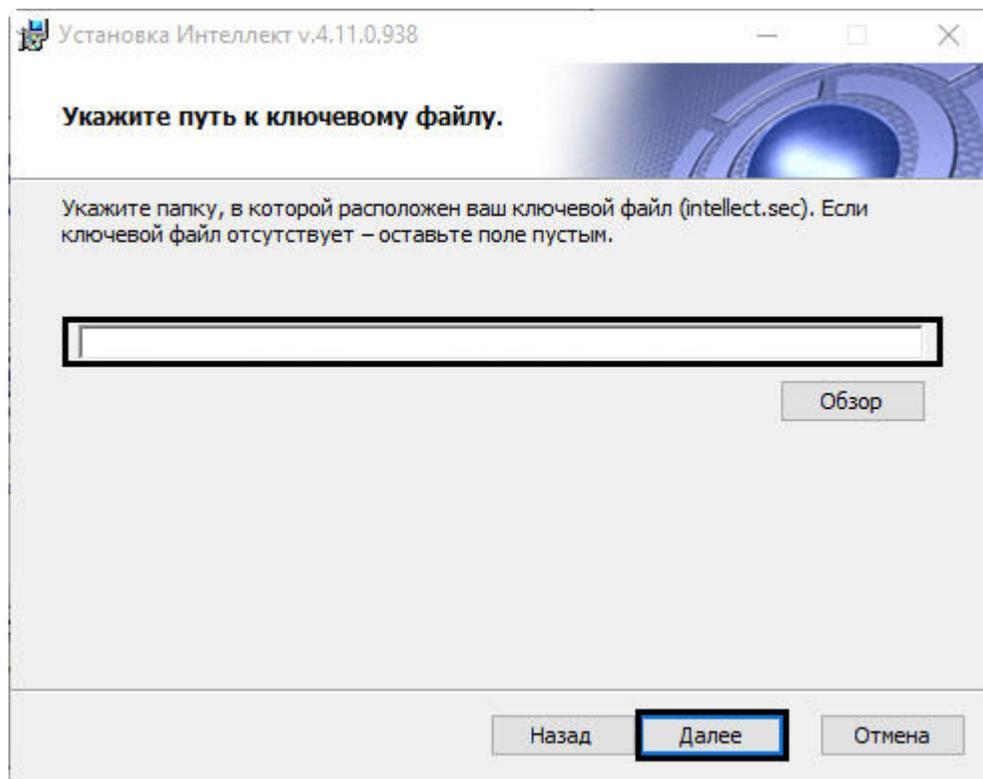 Установка Интеллект v.4.11.0.938
Укажите путь к ключевому файлу.
Укажите папку, в которой расположен ваш ключевой файл (intellect.sec). Если
ключевой файл отсутствует – оставьте поле пустым.
Обзор
Назад
Далее
Отмена